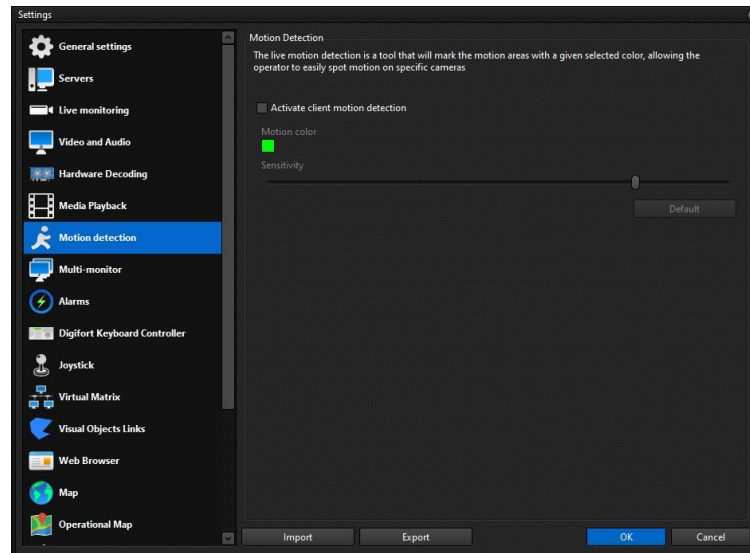 Settings
General settings
Servers
Live monitoring
Video and Audio
Hardware Decoding
Media Playback
Motion detection
Multi-monitor
Alarms
Digifort Keyboard Controller
Joystick
Virtual Matrix
Visual Objects Links
Web Browser
Map
Operational Map
Motion Detection
The live motion detection is a tool that will mark the motion areas with a given selected color, allowing the
operator to easily spot motion on specific cameras
Activate client motion detection
Motion color
Sensitivity
Default
Import
Export
OK
Cancel